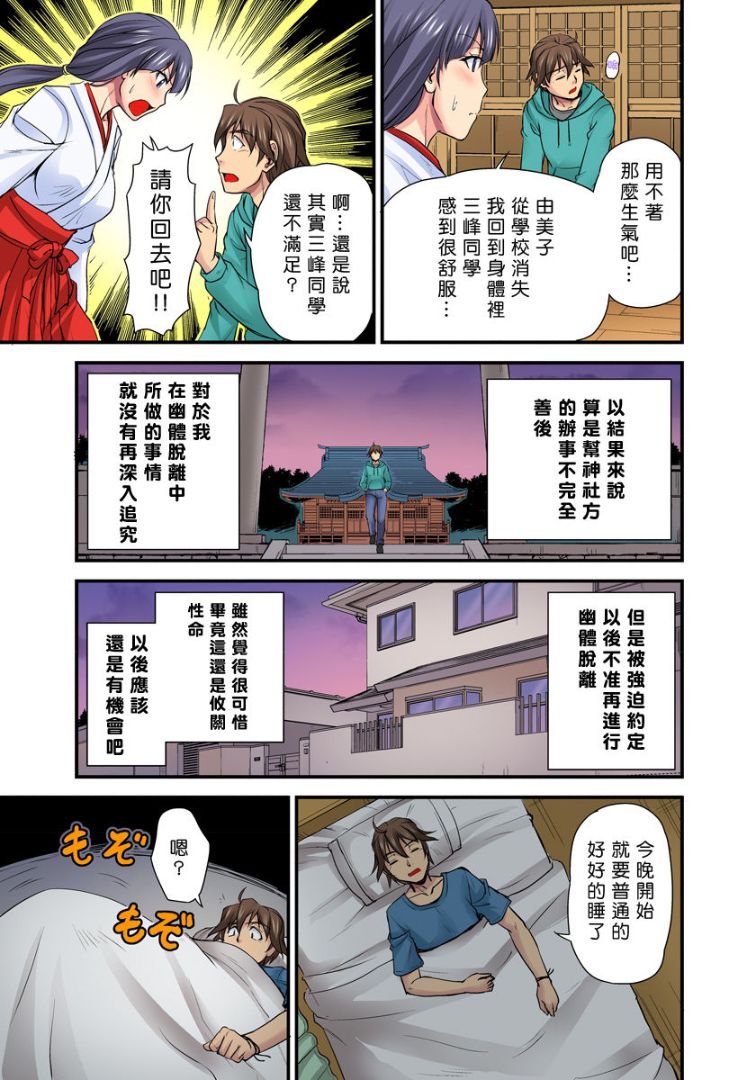 用不著
那麼生氣吧…
由美子
從學校消失
我回到身體裡
三峰同學
感到很舒服…
啊…還是說
其實三峰同學
還不滿足？
請你回去吧!!
以結果來說
算是幫神社方
的辦事不完全
善後
對於我
在幽體脫離中
所做的事情
就沒有再深入追究
但是被強迫約定
以後不准再進行
幽體脫離
雖然覺得很可惜
畢竟這還是攸關
性命
以後應該
還是有機會吧
今晚開始
就要普通的
好好的睡了
嗯？
もぞ
もぞ